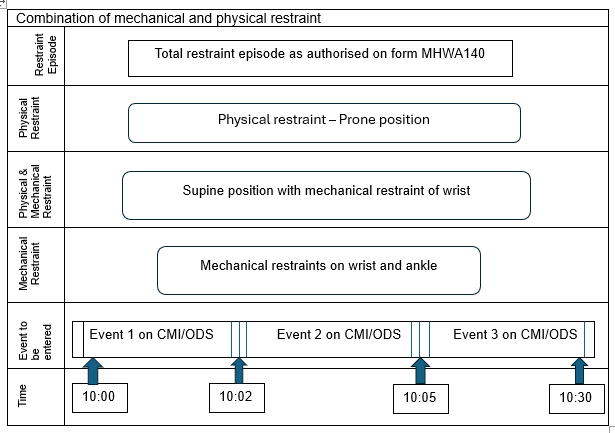 Combination of mechanical and physical restraint
Restraint
Episode
Total restraint episode as authorised on form MHWA140
Physical
Restraint
Physical restraint – Prone position
Physical &
Mechanical
Restraint
Supine position with mechanical restraint of wrist
Mechanical
Restraint
Mechanical restraints on wrist and ankle
Event to
be
entered
Event 1 on CMI/ODS
Event 2 on CMI/ODS
Event 3 on CMI/ODS
Time
10:00
10:02
10:05
10:30